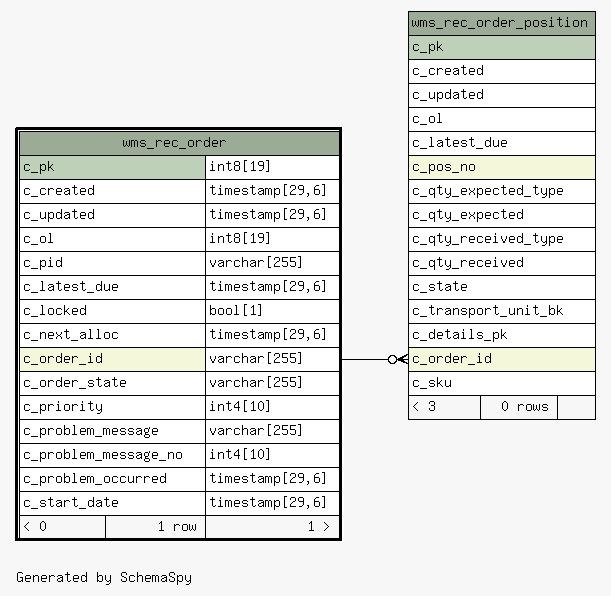 wms_rec_order_position
c_pk
c_created
c_updated
c_ol
c_latest_due
c_pos_no
c_qty_expected_type
c_qty_expected
c_qty_received_type
c_qty_received
c_state
c_transport_unit_bk
c_details_pk
c_order_id
c_sku
< 3 0 rows
wms_rec_order
c_pk int8[19]
c_created timestamp[29,6]
c_updated timestamp[29,6]
c_ol int8[19]
c_pid varchar[255]
c_latest_due timestamp[29,6]
c_locked bool[1]
c_next_alloc timestamp[29,6]
c_order_id varchar[255]
c_order_state varchar[255]
c_priority int4[10]
c_problem_message varchar[255]
c_problem_message_no int4[10]
c_problem_occurred timestamp[29,6]
c_start_date timestamp[29,6]
< 0 1 row 1 >
Generated by SchemaSpy